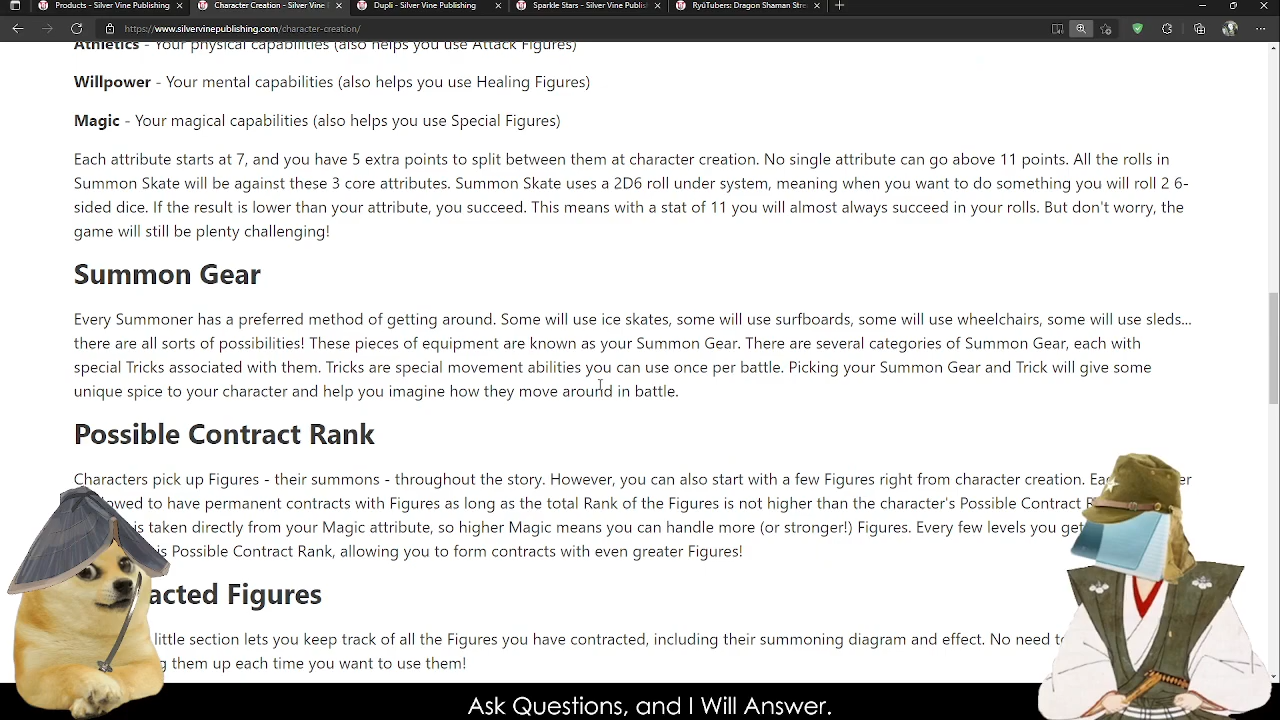 Products - Silver Vine Publishing
Character Creation - Silver Vine
Dupli - Silver Vine Publishing
Sparkle Stars - Silver Vine Publis
RyuTubers: Dragon Shaman Stre
https://www.silvervinepublishing.com/character-creation/
Athletics - Your physical capabilities (also helps you use Attack Figures)
Willpower - Your mental capabilities (also helps you use Healing Figures)
Magic - Your magical capabilities (also helps you use Special Figures)
Each attribute starts at 7, and you have 5 extra points to split between them at character creation. No single attribute can go above 11 points. All the rolls in
Summon Skate will be against these 3 core attributes. Summon Skate uses a 2D6 roll under system, meaning when you want to do something you will roll 2 6-
sided dice. If the result is lower than your attribute, you succeed. This means with a stat of 11 you will almost always succeed in your rolls. But don't worry, the
game will still be plenty challenging!
Summon Gear
Every Summoner has a preferred method of getting around. Some will use ice skates, some will use surfboards, some will use wheelchairs, some will use sleds...
there are all sorts of possibilities! These pieces of equipment are known as your Summon Gear. There are several categories of Summon Gear, each with
special Tricks associated with them. Tricks are special movement abilities you can use once per battle. Picking your Summon Gear and Trick will give some
unique spice to your character and help you imagine how they move around in battle.
Possible Contract Rank
Characters pick up Figures - their summons - throughout the story. However, you can also start with a few Figures right from character creation. Ea er
llowed to have permanent contracts with Figures as long as the total Rank of the Figures is not higher than the character's Possible Contract R
is taken directly from your Magic attribute, so higher Magic means you can handle more (or stronger!) Figures. Every few levels you get
is Possible Contract Rank, allowing you to form contracts with even greater Figures!
acted Figures
little section lets you keep track of all the Figures you have contracted, including their summoning diagram and effect. No need to
g them up each time you want to use them!
Ask Questions, and I Will Answer.